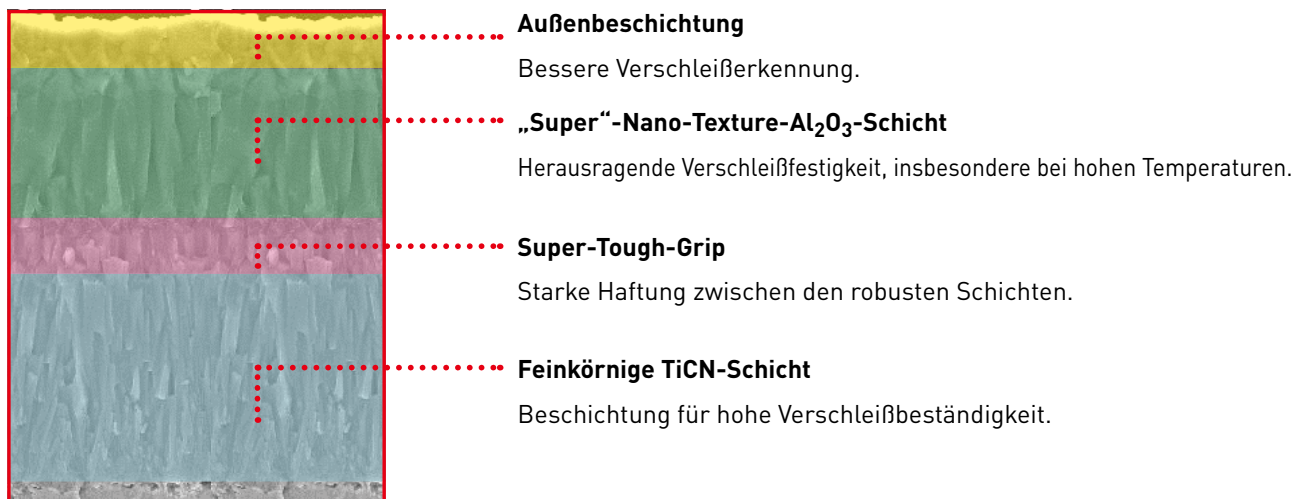 Außenbeschichtung
Bessere Verschleißerkennung.
„Super“-Nano-Texture-Al₂O₃-Schicht
Herausragende Verschleißfestigkeit, insbesondere bei hohen Temperaturen.
Super-Tough-Grip
Starke Haftung zwischen den robusten Schichten.
Feinkörnige TiCN-Schicht
Beschichtung für hohe Verschleißbeständigkeit.